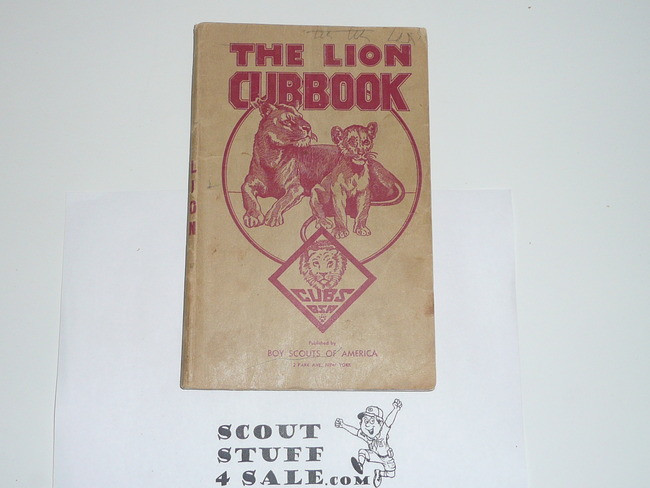 THE LION
CUBBOOK
LION
CUBS
BSA
Published by
BOY SCOUTS OF AMERICA
2 PARK AVE., NEW YORK
SCOUT
STUFF
4 SALE.COM